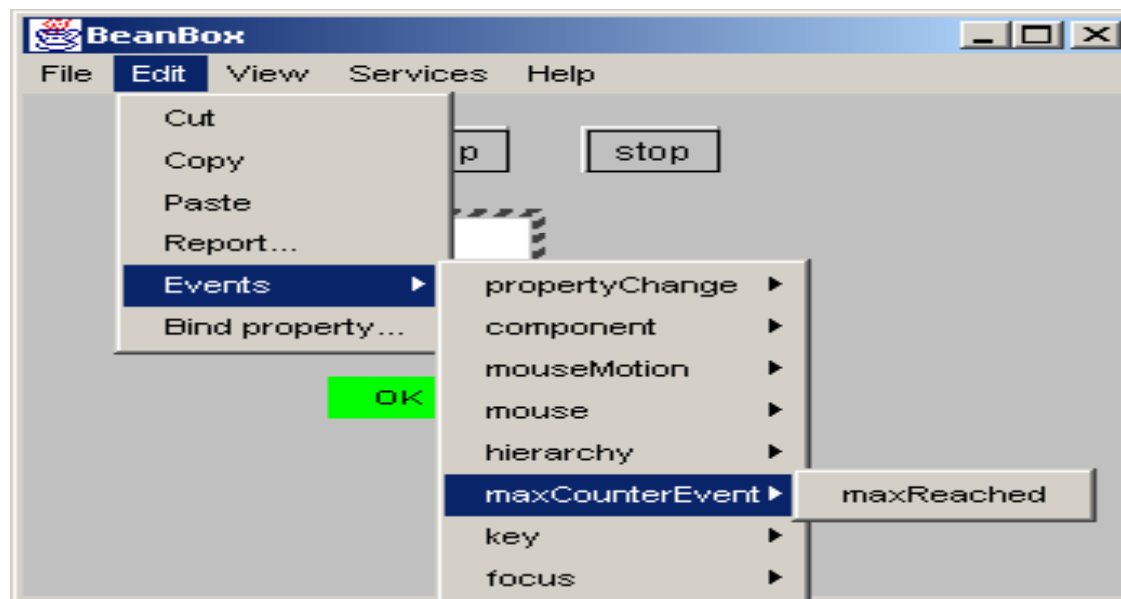 BeanBox
File Edit View Services Help
Cut
Copy
Paste
Report...
Events
Bind property...
p
stop
OK
propertyChange
component
mouseMotion
mouse
hierarchy
maxCounterEvent
key
focus
maxReached